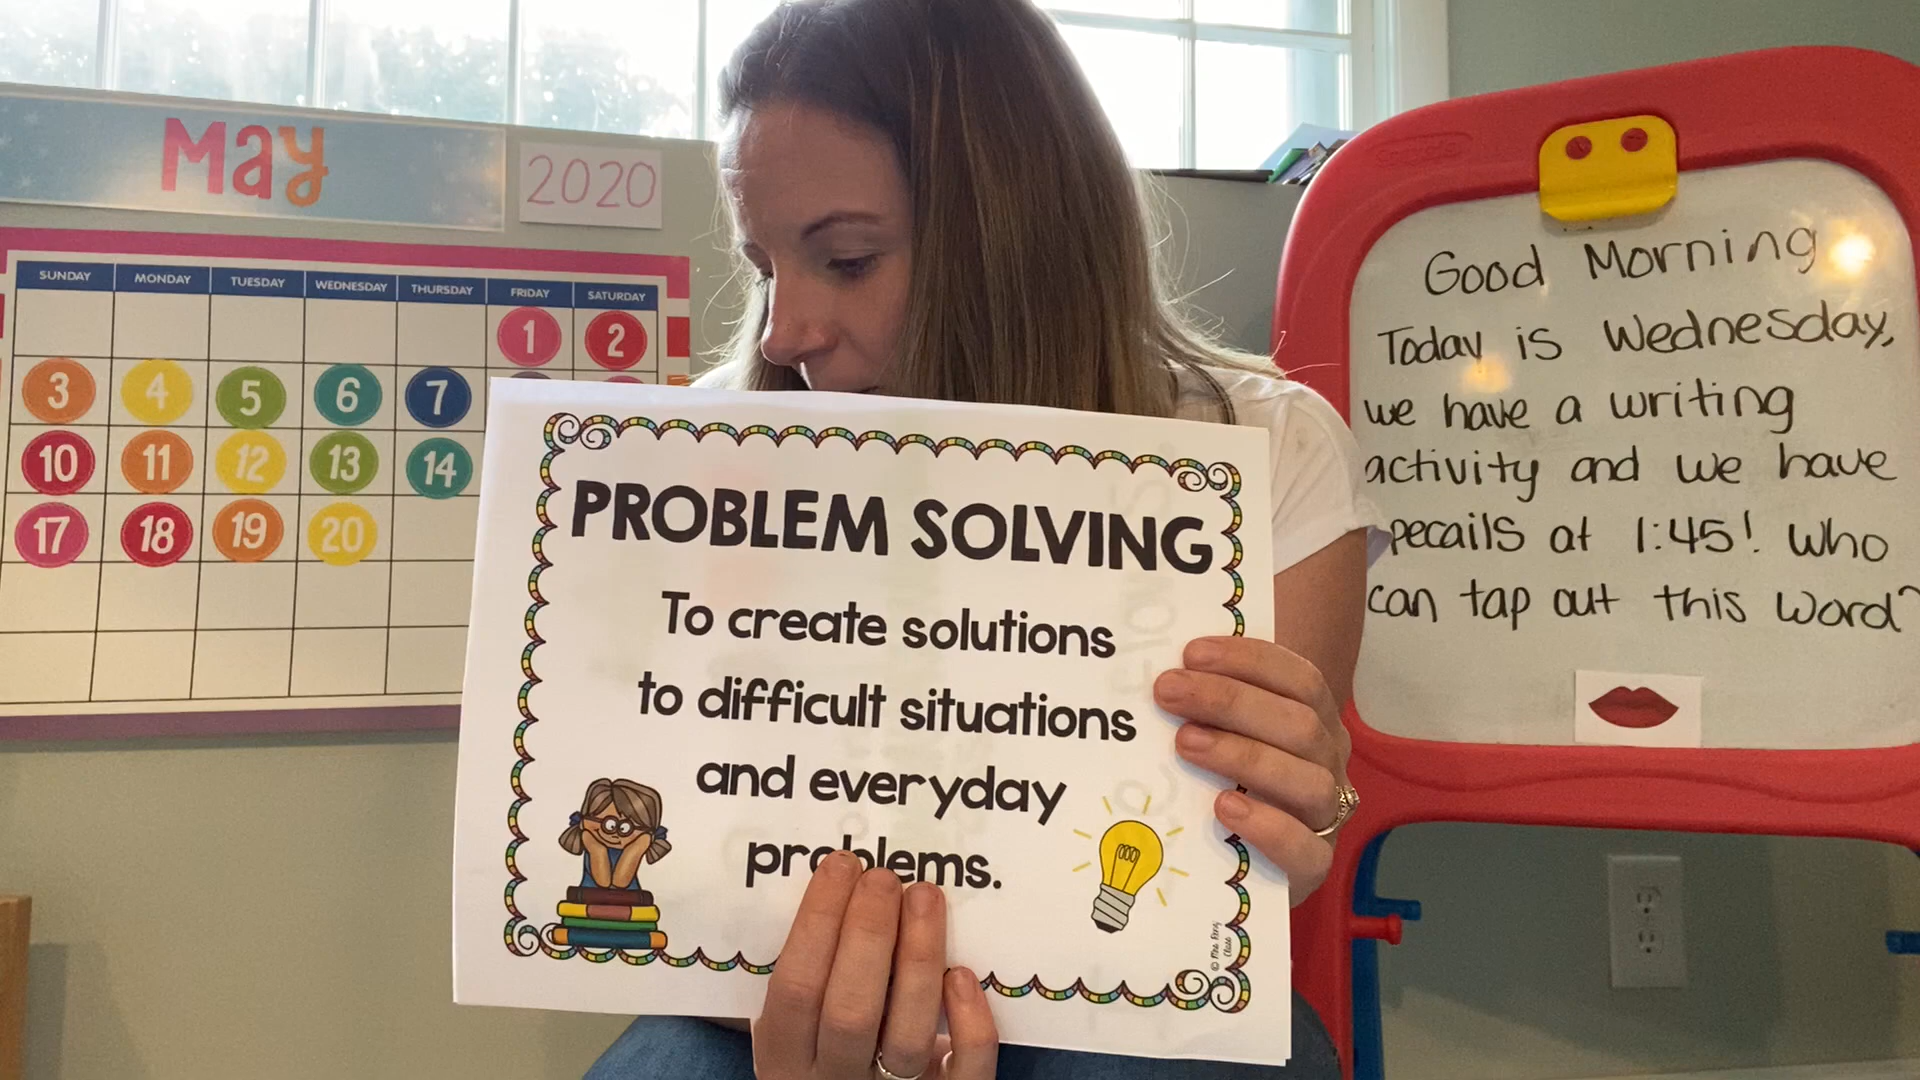 May
2020
SUNDAY MONDAY TUESDAY WEDNESDAY THURSDAY FRIDAY SATURDAY
1 2
3 4 5 6 7
10 11 12 13 14
17 18 19 20
PROBLEM SOLVING
To create solutions
to difficult situations
and everyday
problems.
© Mrs.
Class
Good Morning
Today is Wednesday,
we have a writing
activity and we have
pecails at 1:45! Who
can tap out this word?